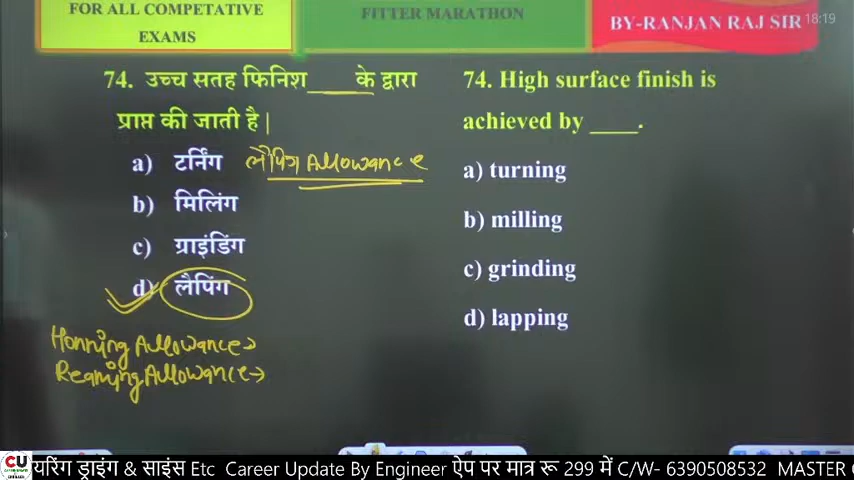 FOR ALL COMPETATIVE
EXAMS
FITTER MARATHON
BY-RANJAN RAJ SIR
18:19
74. उच्च सतह फिनिश ____ के द्वारा
प्राप्त की जाती है|
a) टर्निंग
लैपिंग Allowance
b) मिलिंग
c) ग्राइंडिंग
d) लैपिंग
Honning Allowance→
Reaming Allowance→
74. High surface finish is
achieved by ____.
a) turning
b) milling
c) grinding
d) lapping
CU
यरिंग ड्राइंग & साइंस Etc Career Update By Engineer ऐप पर मात्र रू 299 में C/W- 6390508532 MASTER